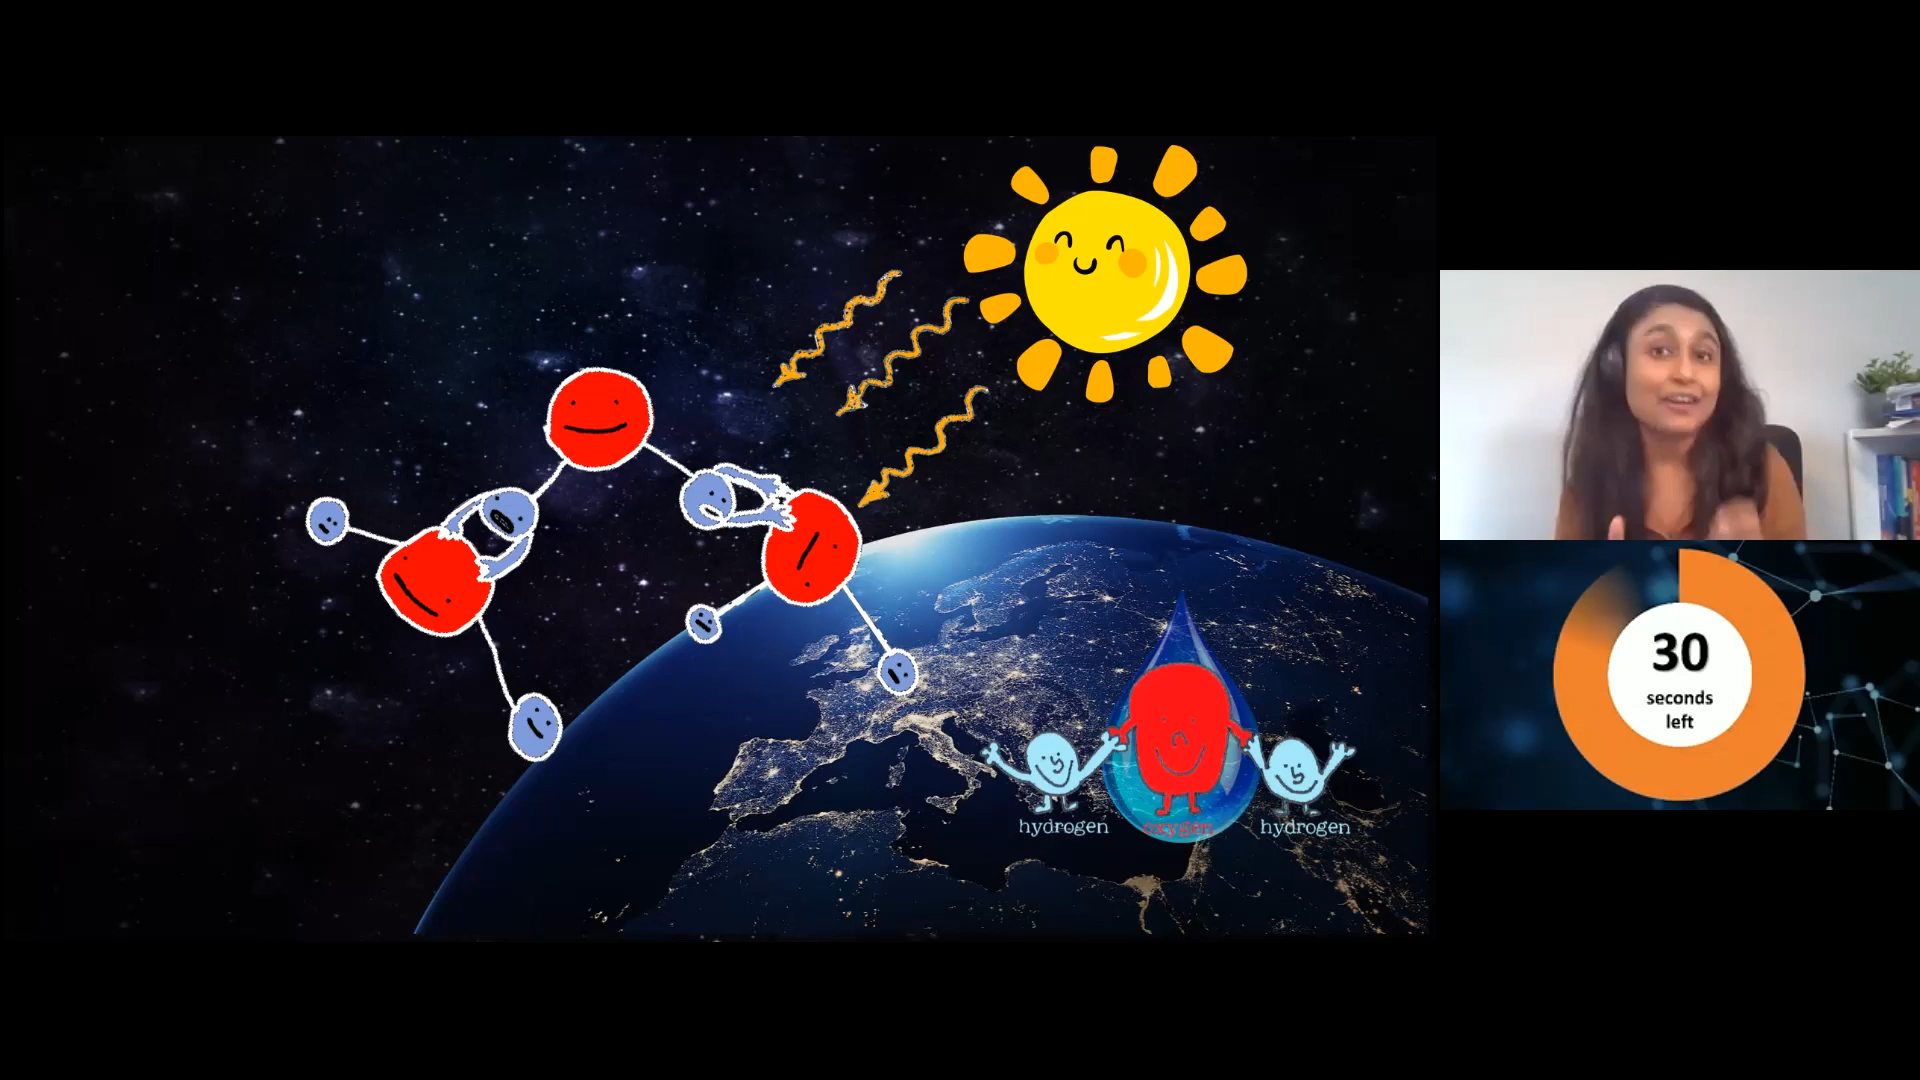 hydrogen
oxygen
hydrogen
30
seconds
left